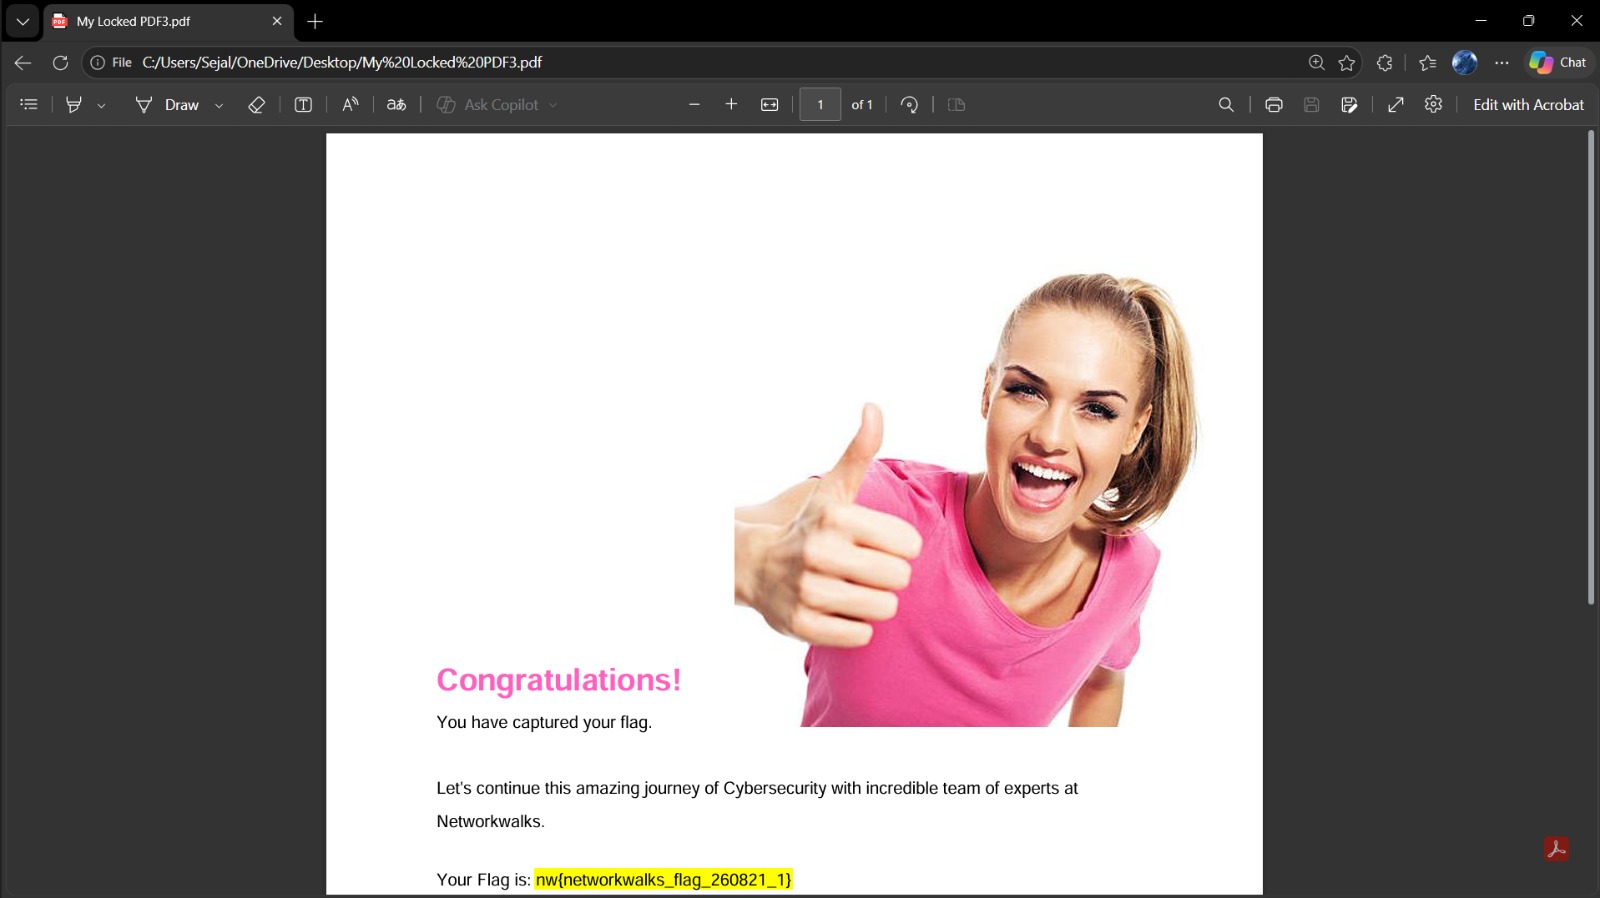 My Locked PDF3.pdf
File C:/Users/Sejal/OneDrive/Desktop/My%20Locked%20PDF3.pdf
Chat
Draw
aあ
Ask Copilot
1 of 1
Edit with Acrobat
Congratulations!
You have captured your flag.
Let's continue this amazing journey of Cybersecurity with incredible team of experts at
Networkwalks.
Your Flag is: nw{networkwalks_flag_260821_1}